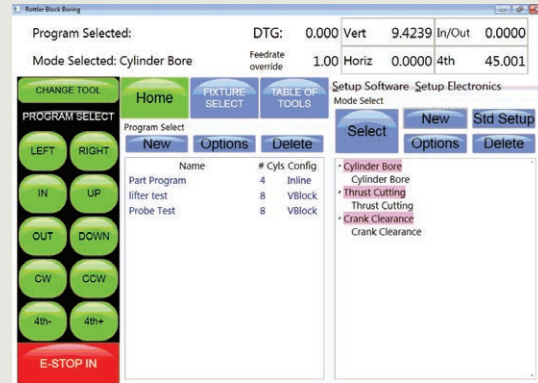 Rottler Block Boring
Program Selected: DTG: 0.000 Vert 9.4239 In/Out 0.0000
Mode Selected: Cylinder Bore Feedrate override 1.00 Horiz 0.0000 4th 45.001
CHANGE TOOL
PROGRAM SELECT
LEFT RIGHT
IN UP
OUT DOWN
CW CCW
4th- 4th+
E-STOP IN
Home FIXTURE SELECT TABLE OF TOOLS
Program Select
New Options Delete
Name # Cyls Config
Part Program 4 Inline
lifter test 8 VBlock
Probe Test 8 VBlock
Setup Software Setup Electronics
Mode Select
Select New Std Setup
Options Delete
Cylinder Bore
Cylinder Bore
Thrust Cutting
Thrust Cutting
Crank Clearance
Crank Clearance